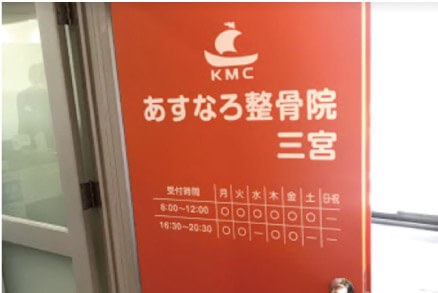 KMC
あすなろ整骨院
三宮
受付時間 月 火 水 木 金 土 日・祝
8:00〜12:00 ○ ○ ○ ○ ○ ○ ―
16:30〜20:30 ○ ○ ― ○ ○ ― ―